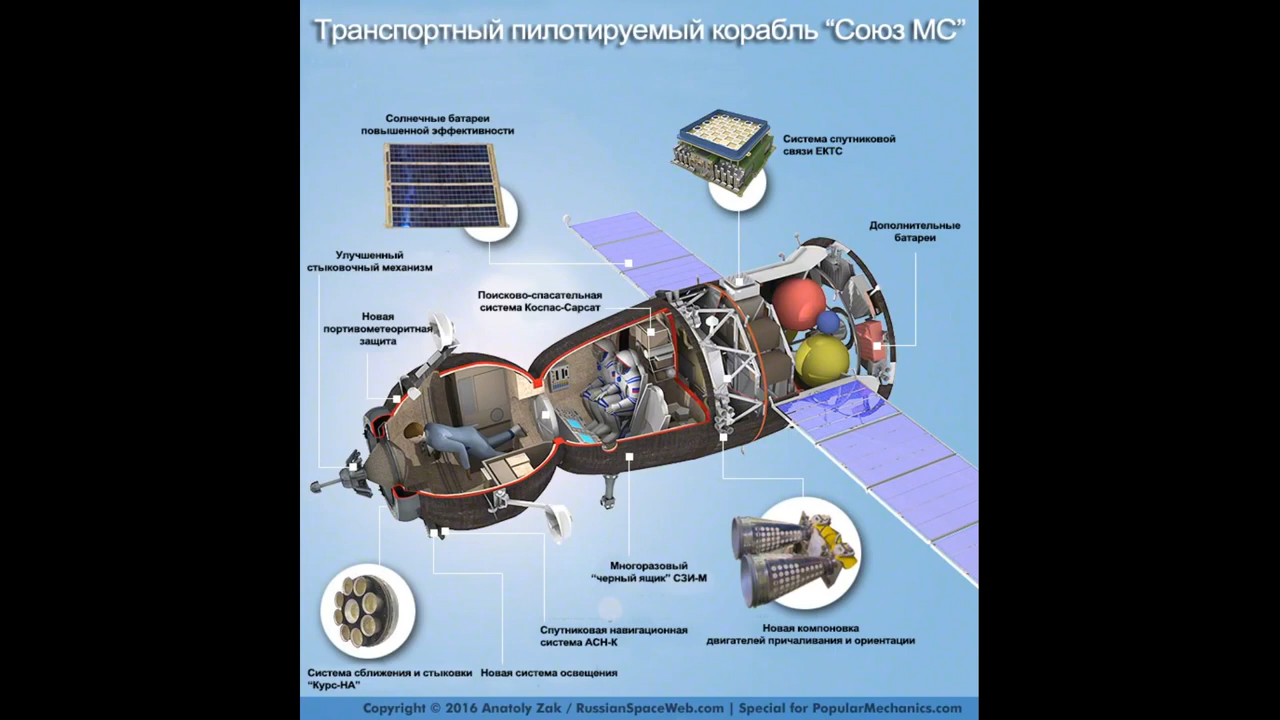 Транспортный пилотируемый корабль “Союз МС”
Солнечные батареи
повышенной эффективности
Система спутниковой
связи ЕКТС
Дополнительные
батареи
Улучшенный
стыковочный механизм
Поисково-спасательная
система Коспас-Сарсат
Новая
портивометеоритная
защита
Многоразовый
“черный ящик” СЗИ-М
Спутниковая навигационная
система АСН-К
Новая компоновка
двигателей причаливания и ориентации
Система сближения и стыковки
“Курс-НА”
Новая система освещения
Copyright © 2016 Anatoly Zak / RussianSpaceWeb.com | Special for PopularMechanics.com